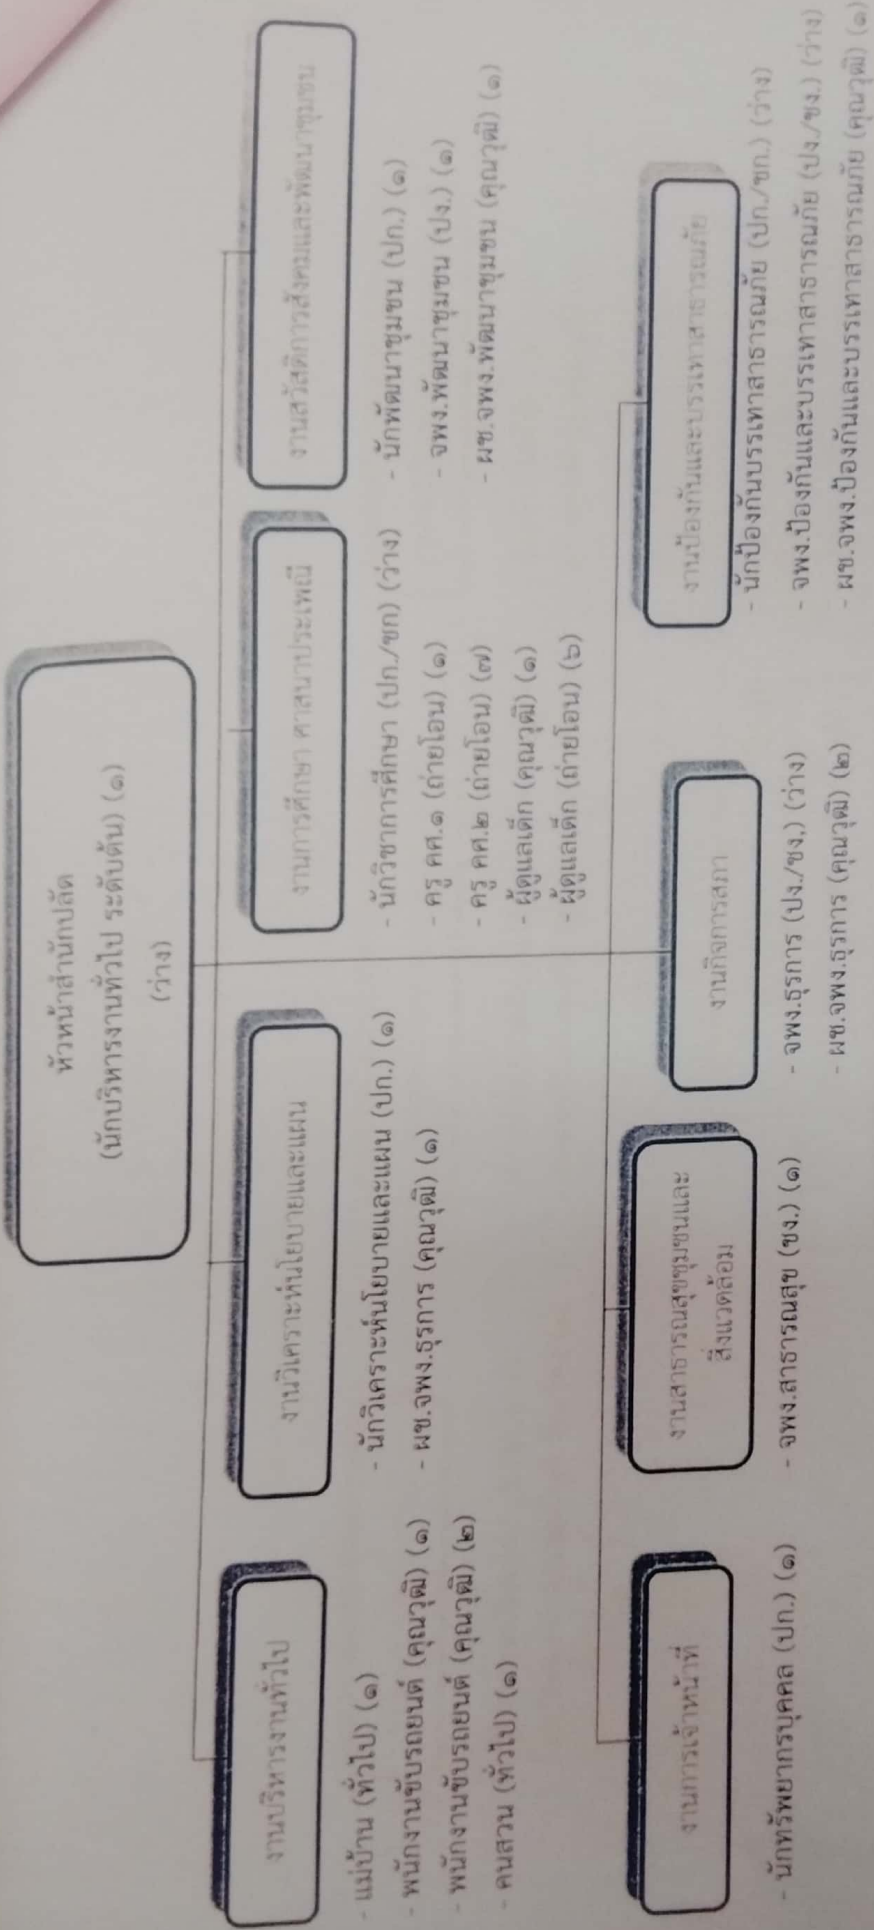 หัวหน้าสำนักปลัด
(นักบริหารงานทั่วไป ระดับต้น) (๑)
(ว่าง)
งานบริหารงานทั่วไป
- แม่บ้าน (ทั่วไป) (๑)
- พนักงานขับรถยนต์ (คุณวุฒิ) (๑)
- พนักงานขับรถยนต์ (คุณวุฒิ) (๒)
- คนสวน (ทั่วไป) (๑)
งานวิเคราะห์นโยบายและแผน
- นักวิเคราะห์นโยบายและแผน (ปก.) (๑)
- ผช.จพง.ธุรการ (คุณวุฒิ) (๑)
งานการศึกษา ศาสนาประเพณี
- นักวิชาการศึกษา (ปก./ชก) (ว่าง)
- ครู คศ.๑ (ถ่ายโอน) (๑)
- ครู คศ.๒ (ถ่ายโอน) (๗)
- ผู้ดูแลเด็ก (คุณวุฒิ) (๑)
- ผู้ดูแลเด็ก (ถ่ายโอน) (๖)
งานสวัสดิการสังคมและพัฒนาชุมชน
- นักพัฒนาชุมชน (ปก.) (๑)
- จพง.พัฒนาชุมชน (ปง.) (๑)
- ผช.จพง.พัฒนาชุมชน (คุณวุฒิ) (๑)
งานการเจ้าหน้าที่
- นักทรัพยากรบุคคล (ปก.) (๑)
งานสาธารณสุขชุมชนและ
สิ่งแวดล้อม
- จพง.สาธารณสุข (ชง.) (๑)
งานกิจการสภา
- จพง.ธุรการ (ปง./ชง.) (ว่าง)
- ผช.จพง.ธุรการ (คุณวุฒิ) (๒)
งานป้องกันและบรรเทาสาธารณภัย
- นักป้องกันบรรเทาสาธารณภัย (ปก./ชก.) (ว่าง)
- จพง.ป้องกันและบรรเทาสาธารณภัย (ปง./ชง.) (ว่าง)
- ผช.จพง.ป้องกันและบรรเทาสาธารณภัย (คุณวุฒิ) (๑)